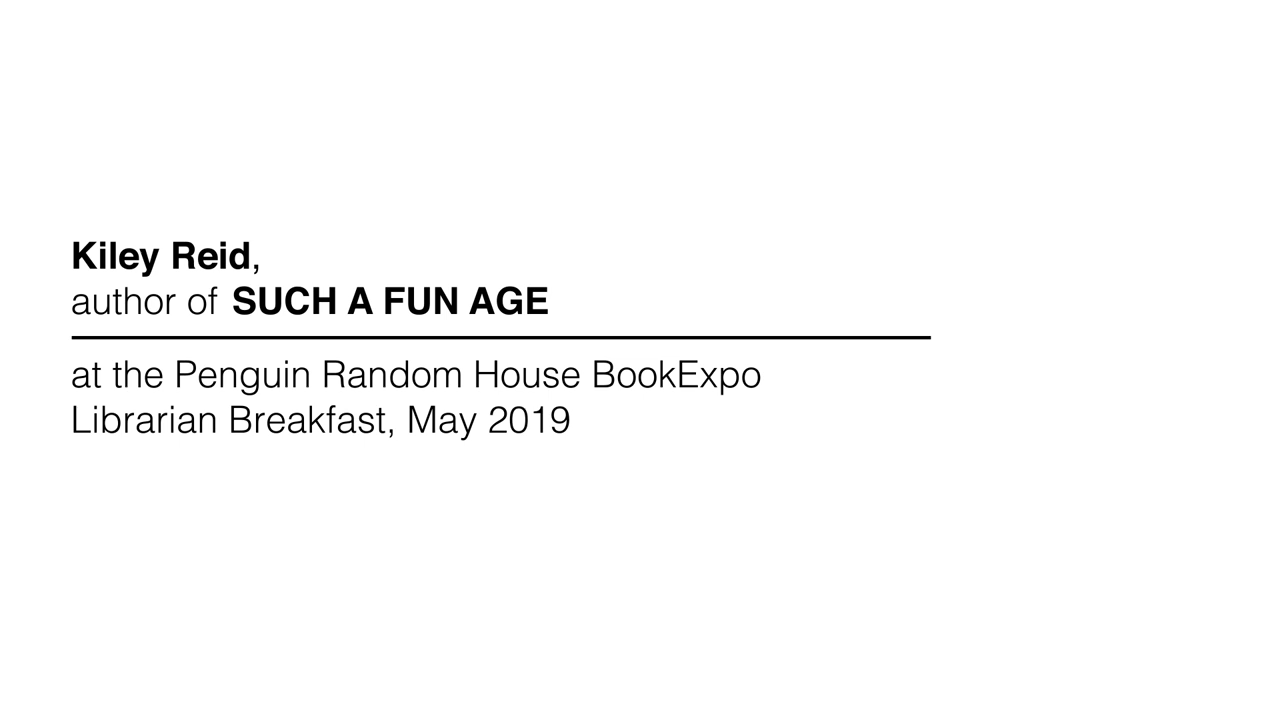 Kiley Reid,
author of SUCH A FUN AGE
at the Penguin Random House BookExpo
Librarian Breakfast, May 2019